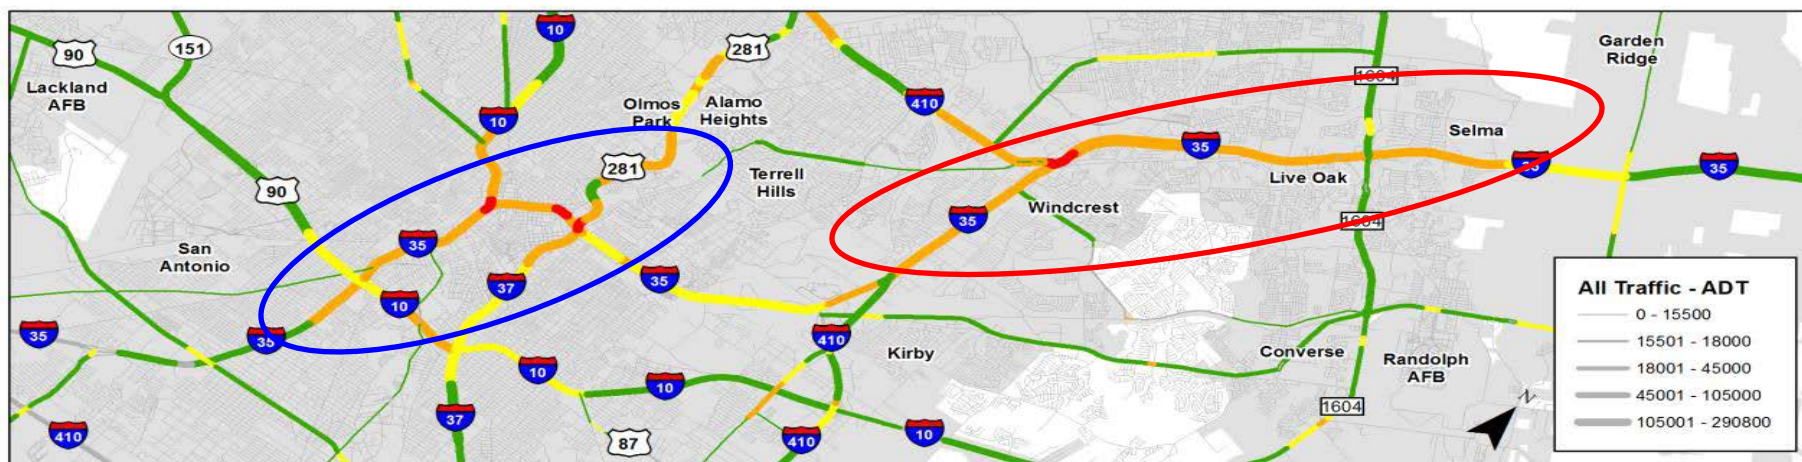 10
90
151
281
Garden
Ridge
Lackland
AFB
Olmos
Park
Alamo
Heights
410
1604
10
Selma
35
35
35
281
Terrell
Hills
Live Oak
90
Windcrest
35
1604
San
Antonio
35
35
37
10
All Traffic - ADT
0 - 15500
15501 - 18000
18001 - 45000
45001 - 105000
105001 - 290800
35
35
410
Kirby
Converse
Randolph
AFB
10
10
N
1604
37
410
87
410
10